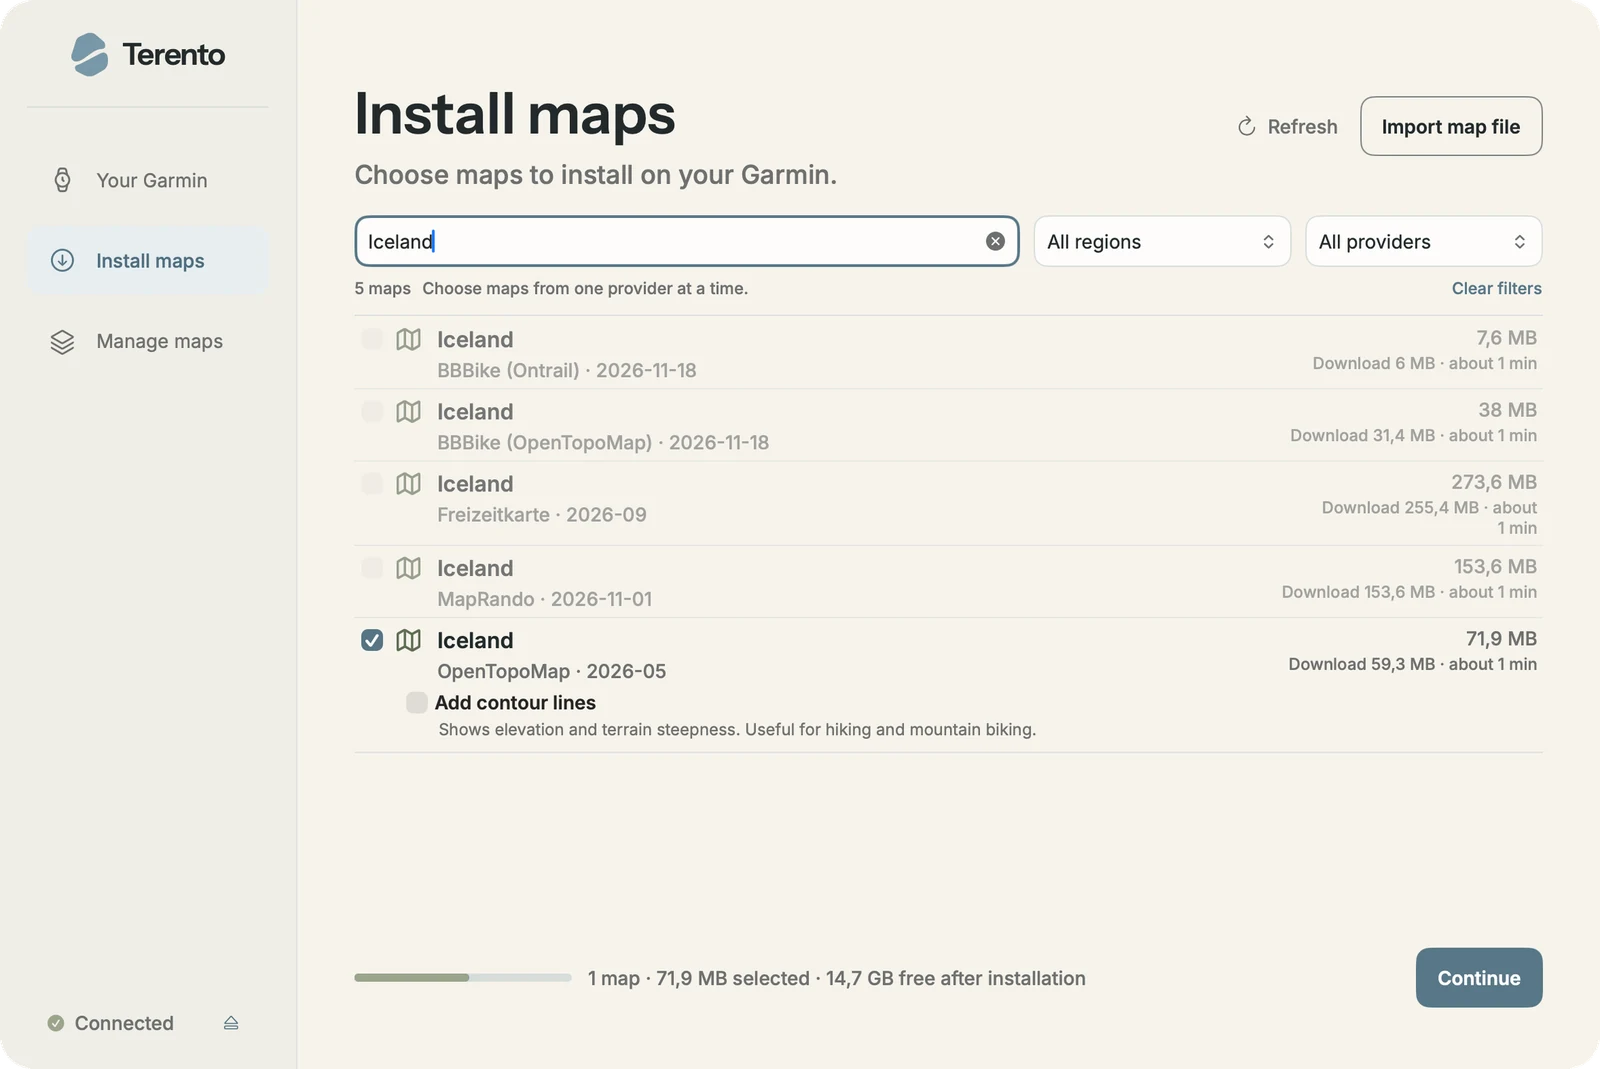 Terento
Your Garmin
Install maps
Manage maps
Connected
Install maps
Choose maps to install on your Garmin.
Refresh
Import map file
Iceland
All regions
All providers
5 maps Choose maps from one provider at a time.
Clear filters
Iceland
7,6 MB
BBBike (Ontrail) · 2026-11-18
Download 6 MB · about 1 min
Iceland
38 MB
BBBike (OpenTopoMap) · 2026-11-18
Download 31,4 MB · about 1 min
Iceland
273,6 MB
Freizeitkarte · 2026-09
Download 255,4 MB · about
1 min
Iceland
153,6 MB
MapRando · 2026-11-01
Download 153,6 MB · about 1 min
Iceland
71,9 MB
OpenTopoMap · 2026-05
Download 59,3 MB · about 1 min
Add contour lines
Shows elevation and terrain steepness. Useful for hiking and mountain biking.
1 map · 71,9 MB selected · 14,7 GB free after installation
Continue